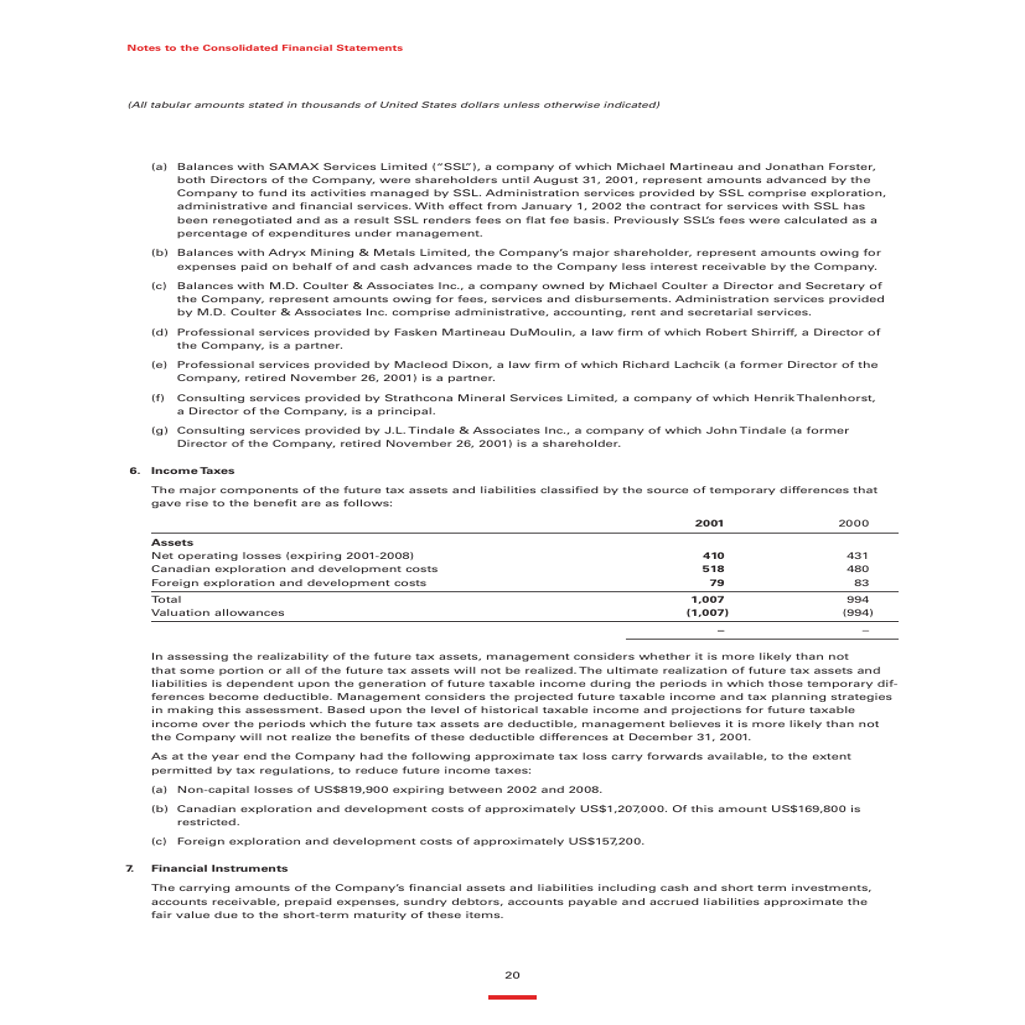 Notes to the Consolidated Financial Statements
(All tabular amounts stated in thousands of United States dollars unless otherwise indicated)
(a) Balances with SAMAX Services Limited (“SSL”), a company of which Michael Martineau and Jonathan Forster,
both Directors of the Company, were shareholders until August 31, 2001, represent amounts advanced by the
Company to fund its activities managed by SSL. Administration services provided by SSL comprise exploration,
administrative and financial services. With effect from January 1, 2002 the contract for services with SSL has
been renegotiated and as a result SSL renders fees on flat fee basis. Previously SSL’s fees were calculated as a
percentage of expenditures under management.
(b) Balances with Adryx Mining & Metals Limited, the Company’s major shareholder, represent amounts owing for
expenses paid on behalf of and cash advances made to the Company less interest receivable by the Company.
(c) Balances with M.D. Coulter & Associates Inc., a company owned by Michael Coulter a Director and Secretary of
the Company, represent amounts owing for fees, services and disbursements. Administration services provided
by M.D. Coulter & Associates Inc. comprise administrative, accounting, rent and secretarial services.
(d) Professional services provided by Fasken Martineau DuMoulin, a law firm of which Robert Shirriff, a Director of
the Company, is a partner.
(e) Professional services provided by Macleod Dixon, a law firm of which Richard Lachcik (a former Director of the
Company, retired November 26, 2001) is a partner.
(f) Consulting services provided by Strathcona Mineral Services Limited, a company of which Henrik Thalenhorst,
a Director of the Company, is a principal.
(g) Consulting services provided by J.L. Tindale & Associates Inc., a company of which John Tindale (a former
Director of the Company, retired November 26, 2001) is a shareholder.
6. Income Taxes
The major components of the future tax assets and liabilities classified by the source of temporary differences that
gave rise to the benefit are as follows:
2001 2000
Assets
Net operating losses (expiring 2001-2008) 410 431
Canadian exploration and development costs 518 480
Foreign exploration and development costs 79 83
Total 1,007 994
Valuation allowances (1,007) (994)
– –
In assessing the realizability of the future tax assets, management considers whether it is more likely than not
that some portion or all of the future tax assets will not be realized. The ultimate realization of future tax assets and
liabilities is dependent upon the generation of future taxable income during the periods in which those temporary dif-
ferences become deductible. Management considers the projected future taxable income and tax planning strategies
in making this assessment. Based upon the level of historical taxable income and projections for future taxable
income over the periods which the future tax assets are deductible, management believes it is more likely than not
the Company will not realize the benefits of these deductible differences at December 31, 2001.
As at the year end the Company had the following approximate tax loss carry forwards available, to the extent
permitted by tax regulations, to reduce future income taxes:
(a) Non-capital losses of US$819,900 expiring between 2002 and 2008.
(b) Canadian exploration and development costs of approximately US$1,207,000. Of this amount US$169,800 is
restricted.
(c) Foreign exploration and development costs of approximately US$157,200.
7. Financial Instruments
The carrying amounts of the Company’s financial assets and liabilities including cash and short term investments,
accounts receivable, prepaid expenses, sundry debtors, accounts payable and accrued liabilities approximate the
fair value due to the short-term maturity of these items.
20